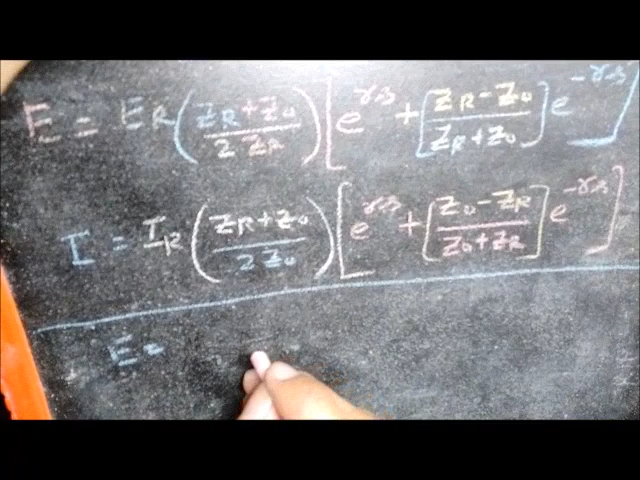 E = E_R (Z_R + Z_0 / 2 Z_R) [e^{γs} + [Z_R - Z_0 / Z_R + Z_0] e^{-γs}]
I = I_R (Z_R + Z_0 / 2 Z_0) [e^{γs} + [Z_0 - Z_R / Z_0 + Z_R] e^{-γs}]
E =